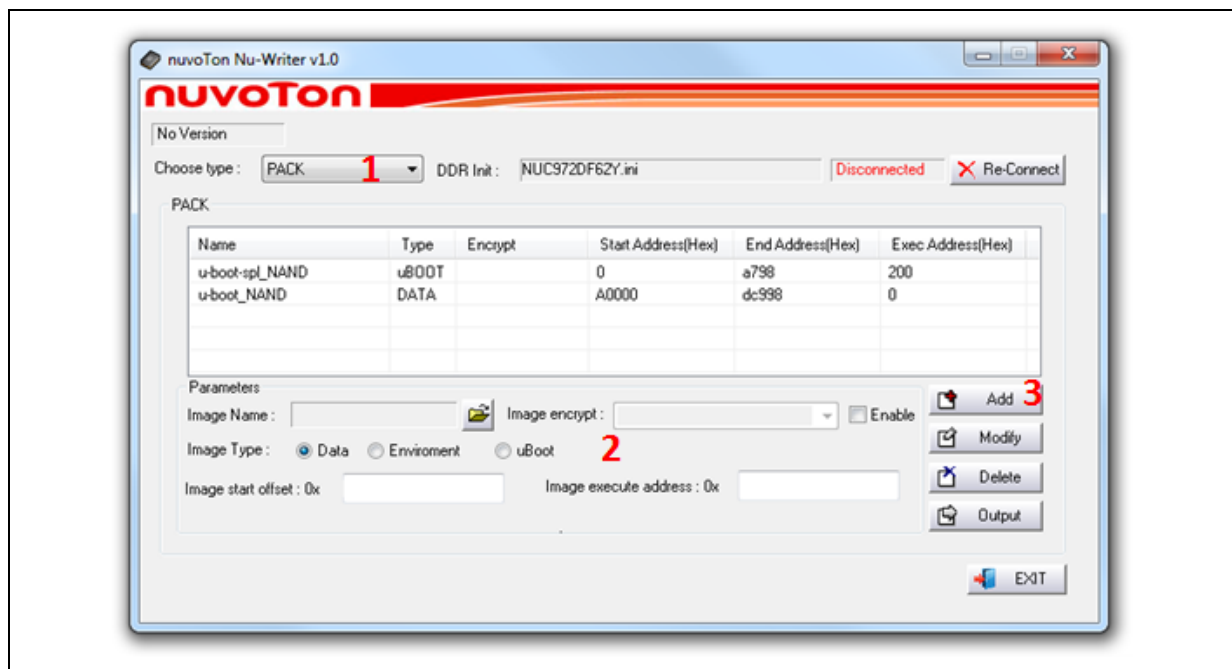 nuvoTon Nu-Writer v1.0
nuvoTon
No Version
Choose type : PACK 1 DDR Init : NUC972DF62Y.ini Disconnected Re-Connect
PACK
Name Type Encrypt Start Address(Hex) End Address(Hex) Exec Address(Hex)
u-boot-spl_NAND uBOOT 0 a798 200
u-boot_NAND DATA A0000 dc998 0
Parameters
Image Name : Image encrypt : Enable Add 3
Image Type : Data Enviroment uBoot 2 Modify
Image start offset : 0x Image execute address : 0x Delete
Output
EXIT